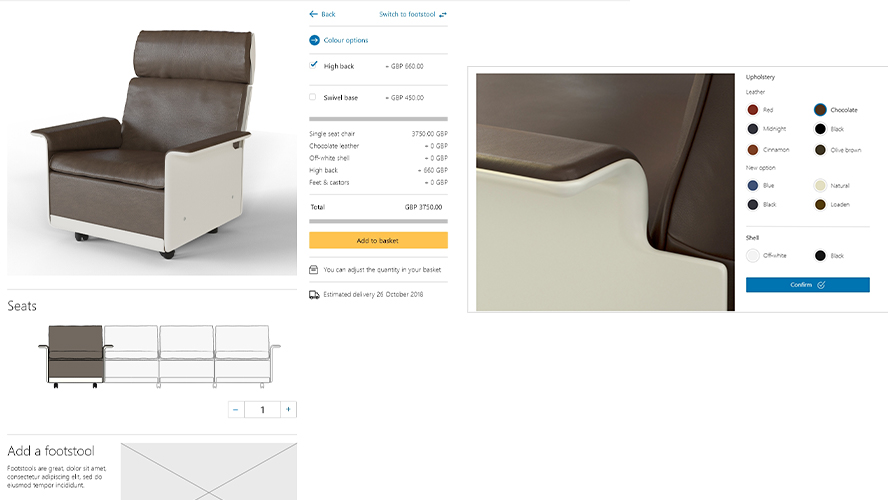 Back
Switch to footstool
Colour options
High back + GBP 660.00
Swivel base + GBP 450.00
Single seat chair 3750.00 GBP
Chocolate leather + 0 GBP
Off-white shell + 0 GBP
High back + 660 GBP
Feet & castors + 0 GBP
Total GBP 3750.00
Add to basket
You can adjust the quantity in your basket
Estimated delivery 26 October 2018
Seats
– 1 +
Add a footstool
Footstools are great, dolor sit amet,
consectetur adipiscing elit, sed do
eiusmod tempor incididunt.
Upholstery
Leather
Red Chocolate
Midnight Black
Cinnamon Olive brown
New option
Blue Natural
Black Loaden
Shell
Off-white Black
Confirm